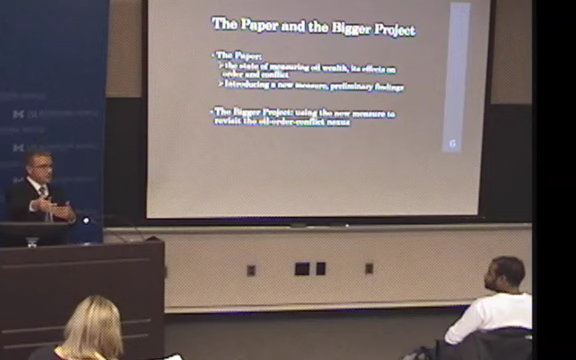 The Paper and the Bigger Project
The Paper:
the state of measuring oil wealth, its effects on
order and conflict
Introducing a new measure, preliminary findings
The Bigger Project: using the new measure to
revisit the oil-order-conflict nexus
6